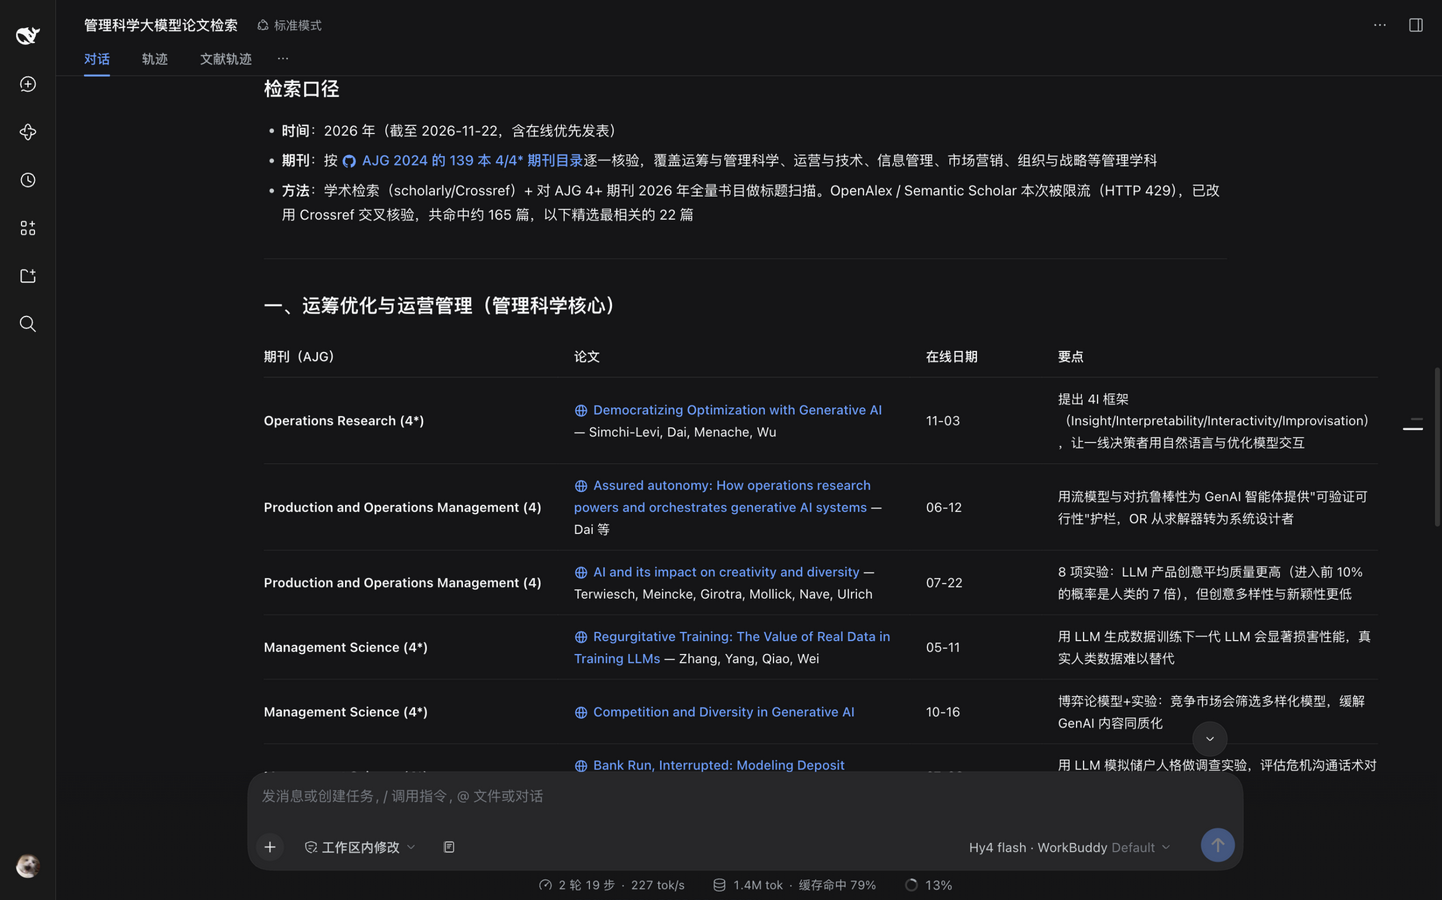 管理科学大模型论文检索 标准模式
对话 轨迹 文献轨迹 ···
检索口径
• 时间：2026 年（截至 2026-11-22，含在线优先发表）
• 期刊：按 AJG 2024 的 139 本 4/4* 期刊目录逐一核验，覆盖运筹与管理科学、运营与技术、信息管理、市场营销、组织与战略等管理学科
• 方法：学术检索（scholarly/Crossref）+ 对 AJG 4+ 期刊 2026 年全量书目做标题扫描。OpenAlex / Semantic Scholar 本次被限流（HTTP 429），已改
用 Crossref 交叉核验，共命中约 165 篇，以下精选最相关的 22 篇
一、运筹优化与运营管理（管理科学核心）
期刊（AJG） 论文 在线日期 要点
Operations Research (4*)
Democratizing Optimization with Generative AI
— Simchi-Levi, Dai, Menache, Wu
11-03
提出 4I 框架
（Insight/Interpretability/Interactivity/Improvisation）
，让一线决策者用自然语言与优化模型交互
Production and Operations Management (4)
Assured autonomy: How operations research
powers and orchestrates generative AI systems —
Dai 等
06-12
用流模型与对抗鲁棒性为 GenAI 智能体提供"可验证可
行性"护栏，OR 从求解器转为系统设计者
Production and Operations Management (4)
AI and its impact on creativity and diversity —
Terwiesch, Meincke, Girotra, Mollick, Nave, Ulrich
07-22
8 项实验：LLM 产品创意平均质量更高（进入前 10%
的概率是人类的 7 倍），但创意多样性与新颖性更低
Management Science (4*)
Regurgitative Training: The Value of Real Data in
Training LLMs — Zhang, Yang, Qiao, Wei
05-11
用 LLM 生成数据训练下一代 LLM 会显著损害性能，真
实人类数据难以替代
Management Science (4*)
Competition and Diversity in Generative AI
10-16
博弈论模型+实验：竞争市场会筛选多样化模型，缓解
GenAI 内容同质化
Bank Run, Interrupted: Modeling Deposit
用 LLM 模拟储户人格做调查实验，评估危机沟通话术对
发消息或创建任务, / 调用指令, @ 文件或对话
工作区内修改 Hy4 flash · WorkBuddy Default
2 轮 19 步 · 227 tok/s 1.4M tok · 缓存命中 79% 13%